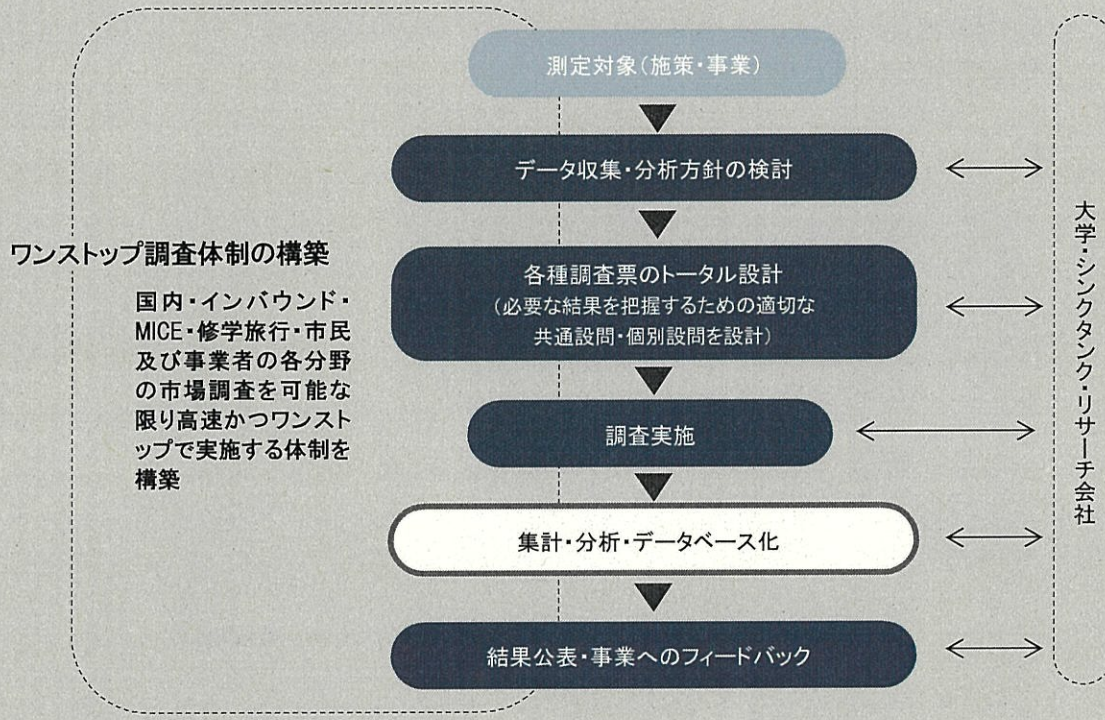 測定対象(施策・事業)
データ収集・分析方針の検討
各種調査票のトータル設計
(必要な結果を把握するための適切な
共通設問・個別設問を設計)
調査実施
集計・分析・データベース化
結果公表・事業へのフィードバック
ワンストップ調査体制の構築
国内・インバウンド・
MICE・修学旅行・市民
及び事業者の各分野
の市場調査を可能な
限り高速かつワンスト
ップで実施する体制を
構築
大学・シンクタンク・リサーチ会社